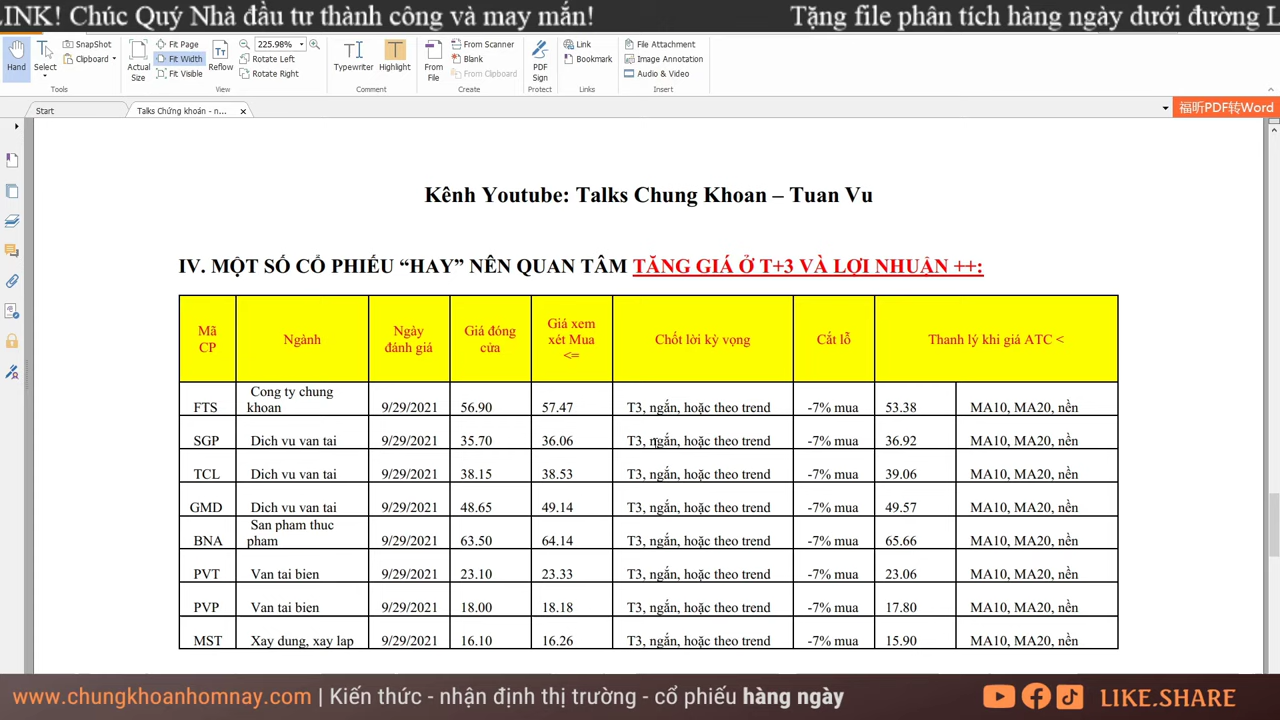 LINK! Chúc Quý Nhà đầu tư thành công và may mắn! Tặng file phân tích hàng ngày dưới đường L
Hand
Select
SnapShot
Clipboard
Tools
Actual Size
Fit Page
Fit Width
Fit Visible
Reflow
225.98%
Rotate Left
Rotate Right
View
Typewriter
Highlight
Comment
From File
From Scanner
Blank
From Clipboard
Create
PDF Sign
Protect
Link
Bookmark
Links
File Attachment
Image Annotation
Audio & Video
Insert
Start
Talks Chứng khoán - n...
福昕PDF转Word
Kênh Youtube: Talks Chung Khoan – Tuan Vu
IV. MỘT SỐ CỔ PHIẾU “HAY” NÊN QUAN TÂM TĂNG GIÁ Ở T+3 VÀ LỢI NHUẬN ++:
Mã CP Ngành Ngày đánh giá Giá đóng cửa Giá xem xét Mua <= Chốt lời kỳ vọng Cắt lỗ Thanh lý khi giá ATC <
FTS Cong ty chung khoan 9/29/2021 56.90 57.47 T3, ngắn, hoặc theo trend -7% mua 53.38 MA10, MA20, nền
SGP Dich vu van tai 9/29/2021 35.70 36.06 T3, ngắn, hoặc theo trend -7% mua 36.92 MA10, MA20, nền
TCL Dich vu van tai 9/29/2021 38.15 38.53 T3, ngắn, hoặc theo trend -7% mua 39.06 MA10, MA20, nền
GMD Dich vu van tai 9/29/2021 48.65 49.14 T3, ngắn, hoặc theo trend -7% mua 49.57 MA10, MA20, nền
BNA San pham thuc pham 9/29/2021 63.50 64.14 T3, ngắn, hoặc theo trend -7% mua 65.66 MA10, MA20, nền
PVT Van tai bien 9/29/2021 23.10 23.33 T3, ngắn, hoặc theo trend -7% mua 23.06 MA10, MA20, nền
PVP Van tai bien 9/29/2021 18.00 18.18 T3, ngắn, hoặc theo trend -7% mua 17.80 MA10, MA20, nền
MST Xay dung, xay lap 9/29/2021 16.10 16.26 T3, ngắn, hoặc theo trend -7% mua 15.90 MA10, MA20, nền
www.chungkhoanhomnay.com | Kiến thức - nhận định thị trường - cổ phiếu hàng ngày LIKE.SHARE